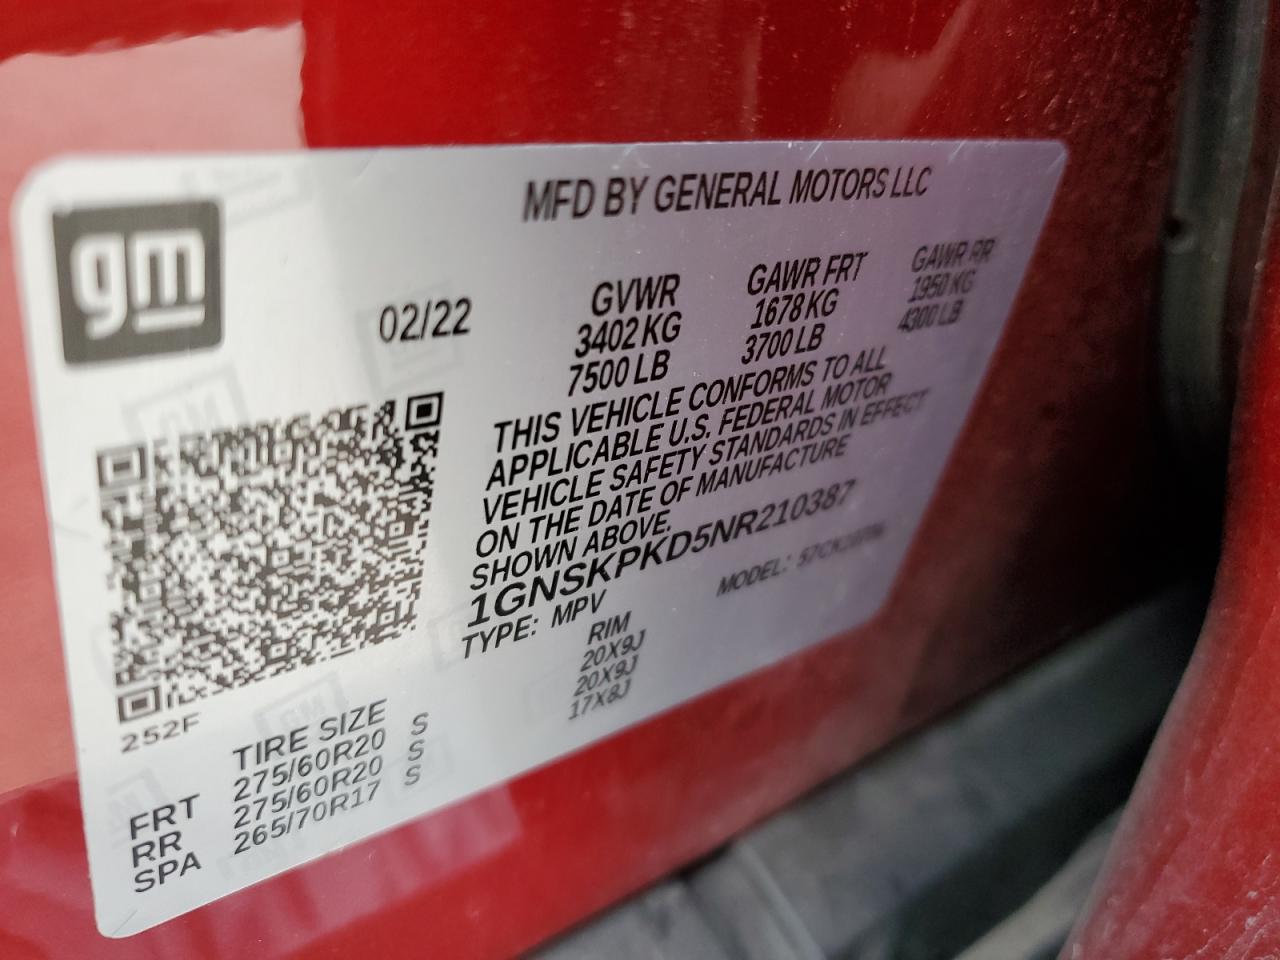 gm
MFD BY GENERAL MOTORS LLC
02/22
GVWR GAWR FRT GAWR RR
3402 KG 1678 KG 1950 KG
7500 LB 3700 LB 4300 LB
THIS VEHICLE CONFORMS TO ALL
APPLICABLE U.S. FEDERAL MOTOR
VEHICLE SAFETY STANDARDS IN EFFECT
ON THE DATE OF MANUFACTURE
SHOWN ABOVE.
1GNSKPKD5NR210387
TYPE: MPV MODEL:
252F
TIRE SIZE RIM
FRT 275/60R20 S 20X9J
RR 275/60R20 S 20X9J
SPA 265/70R17 S 17X8J